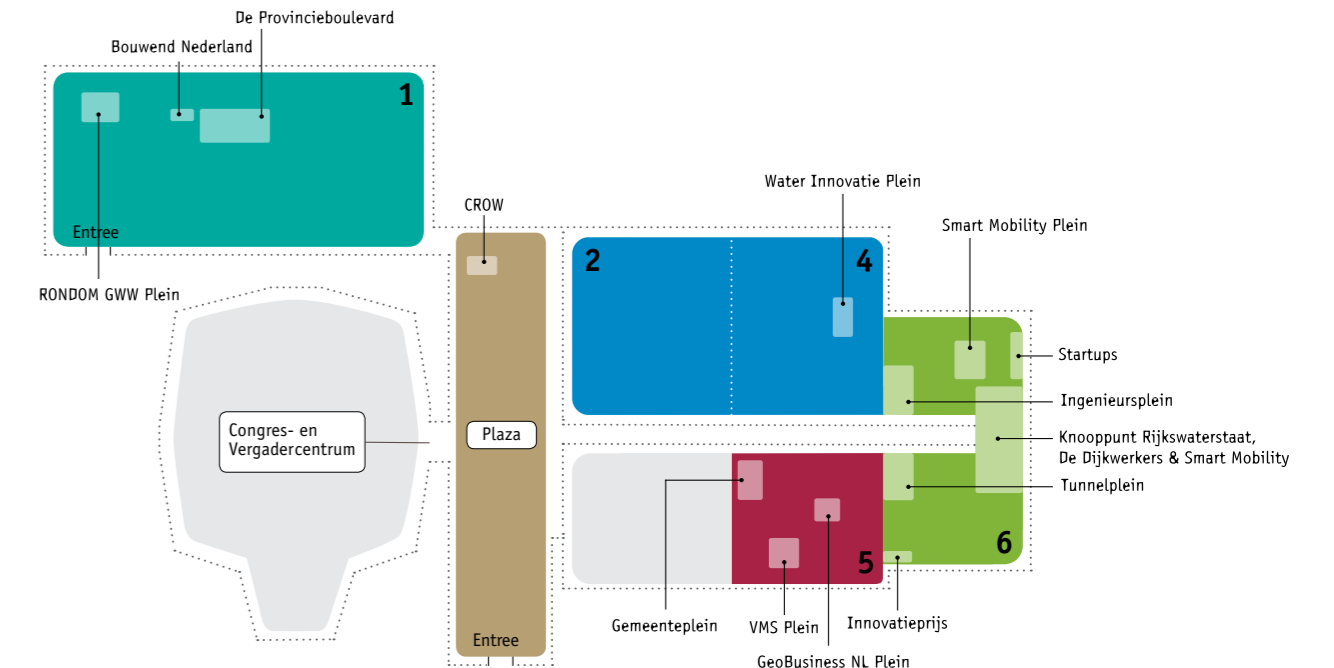 De Provincieboulevard
Bouwend Nederland
1
Entree
RONDOM GWW Plein
CROW
Water Innovatie Plein
Smart Mobility Plein
2
4
Startups
Ingenieursplein
Congres- en
Vergadercentrum
Plaza
Knooppunt Rijkswaterstaat,
De Dijkwerkers & Smart Mobility
Tunnelplein
5
6
Gemeenteplein
VMS Plein
Innovatieprijs
Entree
GeoBusiness NL Plein